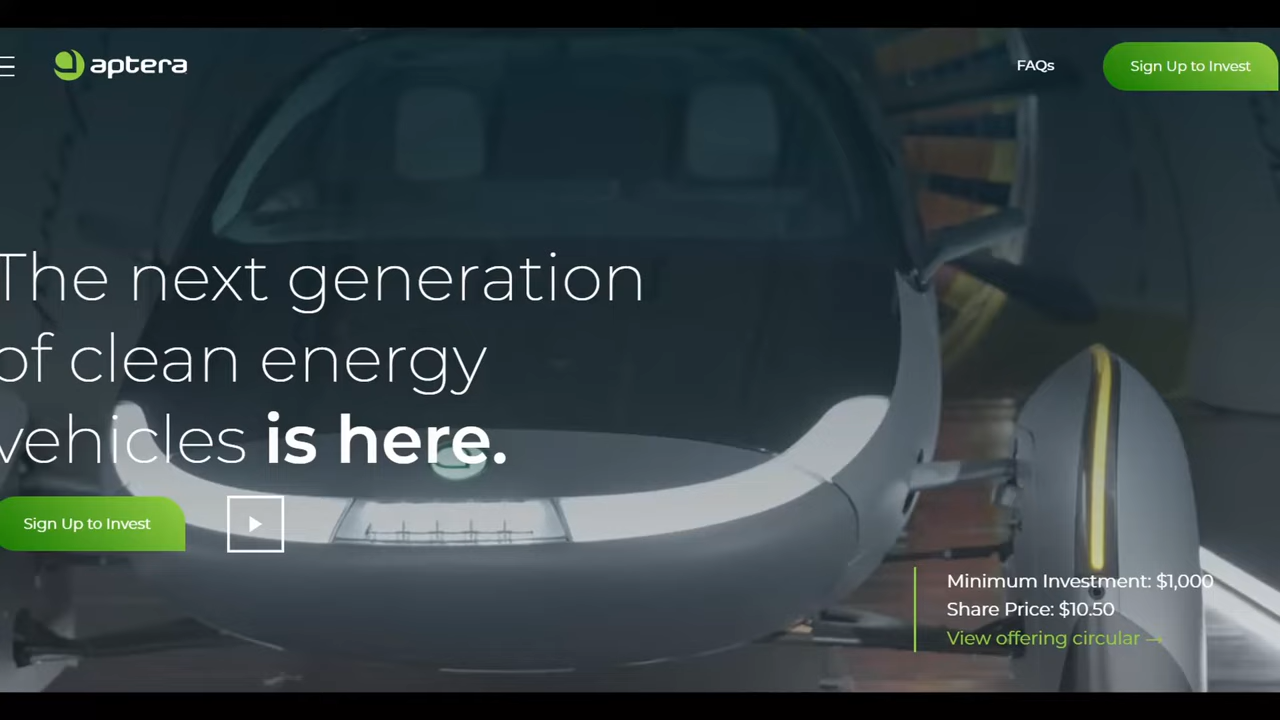 aptera
FAQs
Sign Up to Invest
The next generation
of clean energy
vehicles is here.
Sign Up to Invest
Minimum Investment: $1,000
Share Price: $10.50
View offering circular →